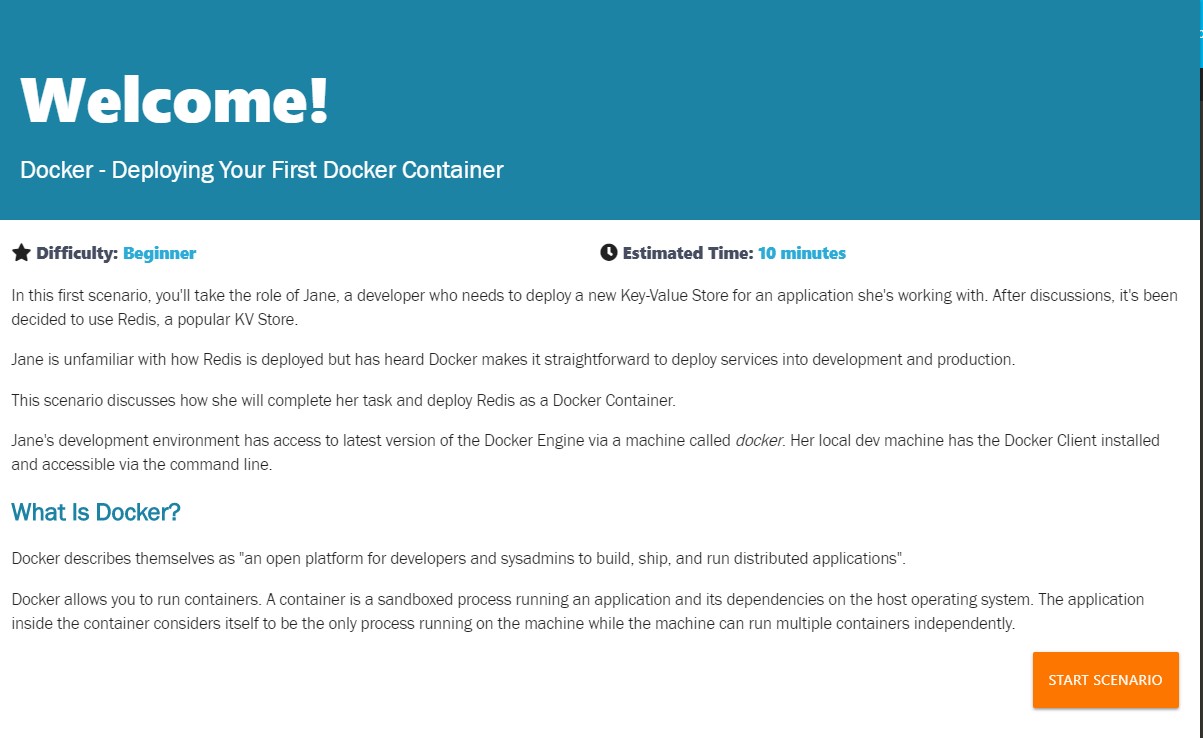 Welcome!
Docker - Deploying Your First Docker Container
Difficulty: Beginner
Estimated Time: 10 minutes
In this first scenario, you'll take the role of Jane, a developer who needs to deploy a new Key-Value Store for an application she's working with. After discussions, it's been
decided to use Redis, a popular KV Store.
Jane is unfamiliar with how Redis is deployed but has heard Docker makes it straightforward to deploy services into development and production.
This scenario discusses how she will complete her task and deploy Redis as a Docker Container.
Jane's development environment has access to latest version of the Docker Engine via a machine called docker. Her local dev machine has the Docker Client installed
and accessible via the command line.
What Is Docker?
Docker describes themselves as "an open platform for developers and sysadmins to build, ship, and run distributed applications".
Docker allows you to run containers. A container is a sandboxed process running an application and its dependencies on the host operating system. The application
inside the container considers itself to be the only process running on the machine while the machine can run multiple containers independently.
START SCENARIO